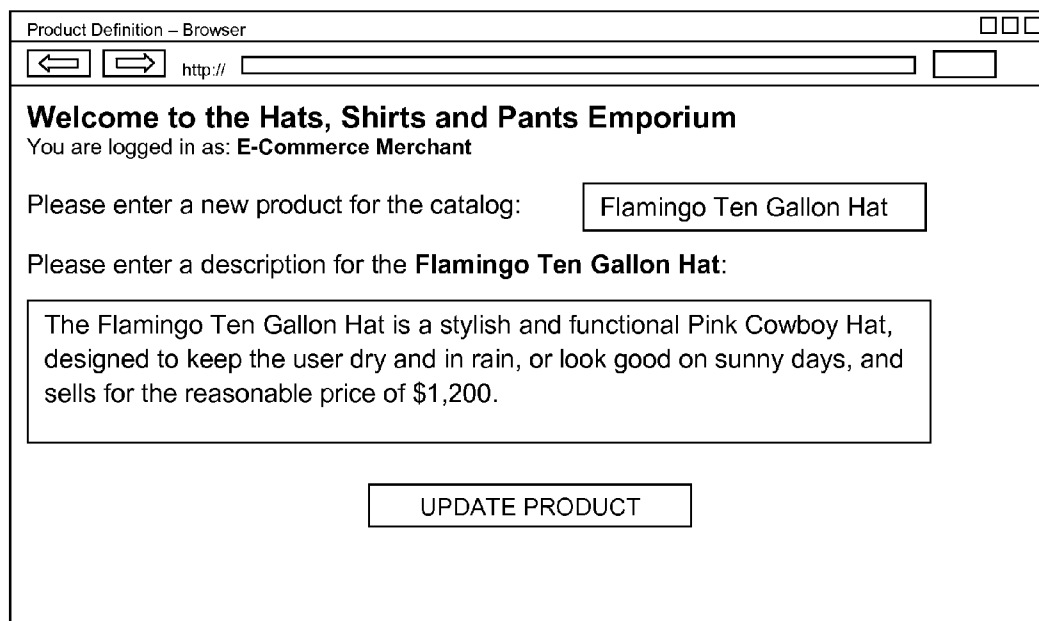 Product Definition – Browser
http://
Welcome to the Hats, Shirts and Pants Emporium
You are logged in as: E-Commerce Merchant
Please enter a new product for the catalog: Flamingo Ten Gallon Hat
Please enter a description for the Flamingo Ten Gallon Hat:
The Flamingo Ten Gallon Hat is a stylish and functional Pink Cowboy Hat,
designed to keep the user dry and in rain, or look good on sunny days, and
sells for the reasonable price of $1,200.
UPDATE PRODUCT